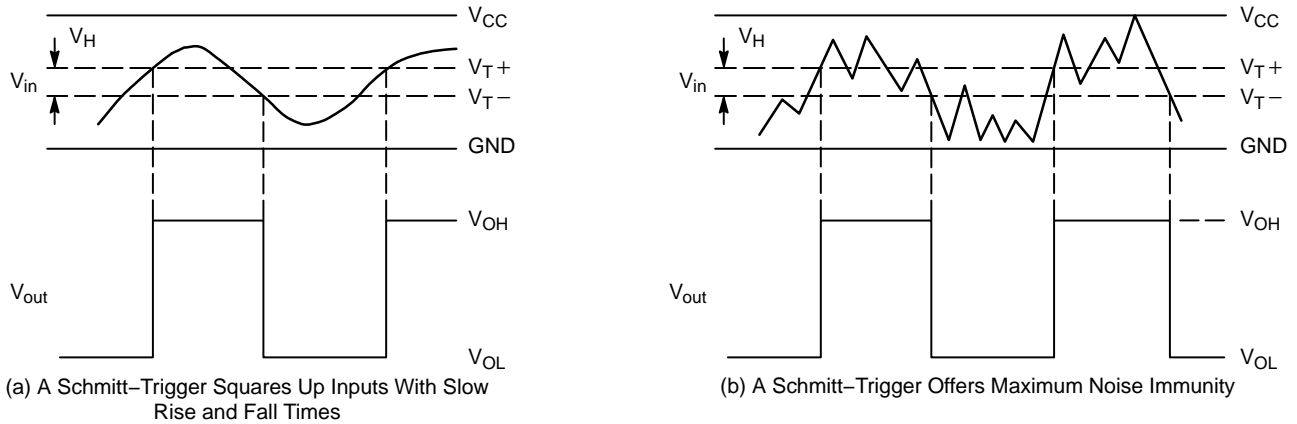 V_CC
V_H
V_in
V_T+
V_T−
GND
V_OH
V_out
V_OL
(a) A Schmitt−Trigger Squares Up Inputs With Slow
Rise and Fall Times
V_CC
V_H
V_in
V_T+
V_T−
GND
V_OH
V_out
V_OL
(b) A Schmitt−Trigger Offers Maximum Noise Immunity